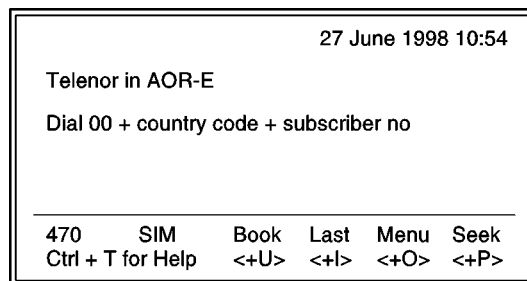 27 June 1998 10:54
Telenor in AOR-E
Dial 00 + country code + subscriber no
470 SIM Book Last Menu Seek
Ctrl + T for Help <+U> <+I> <+O> <+P>